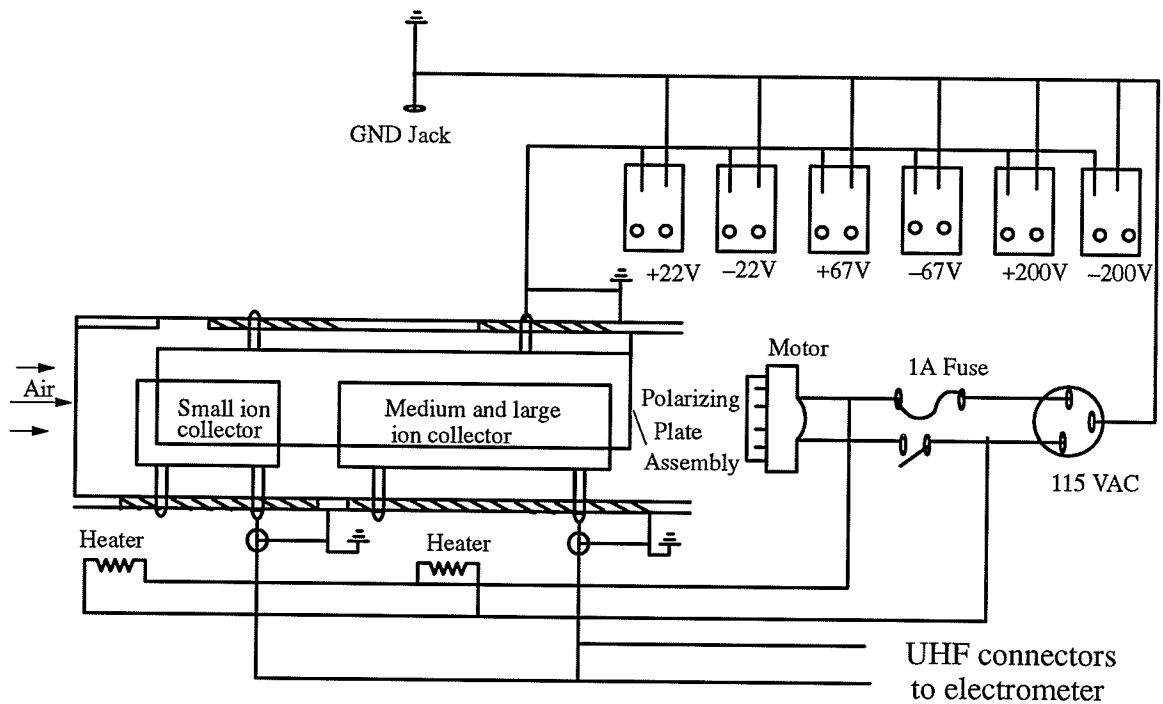 GND Jack
+22V
–22V
+67V
–67V
+200V
–200V
Motor
1A Fuse
Air
Small ion
collector
Medium and large
ion collector
Polarizing
Plate
Assembly
115 VAC
Heater
Heater
UHF connectors
to electrometer